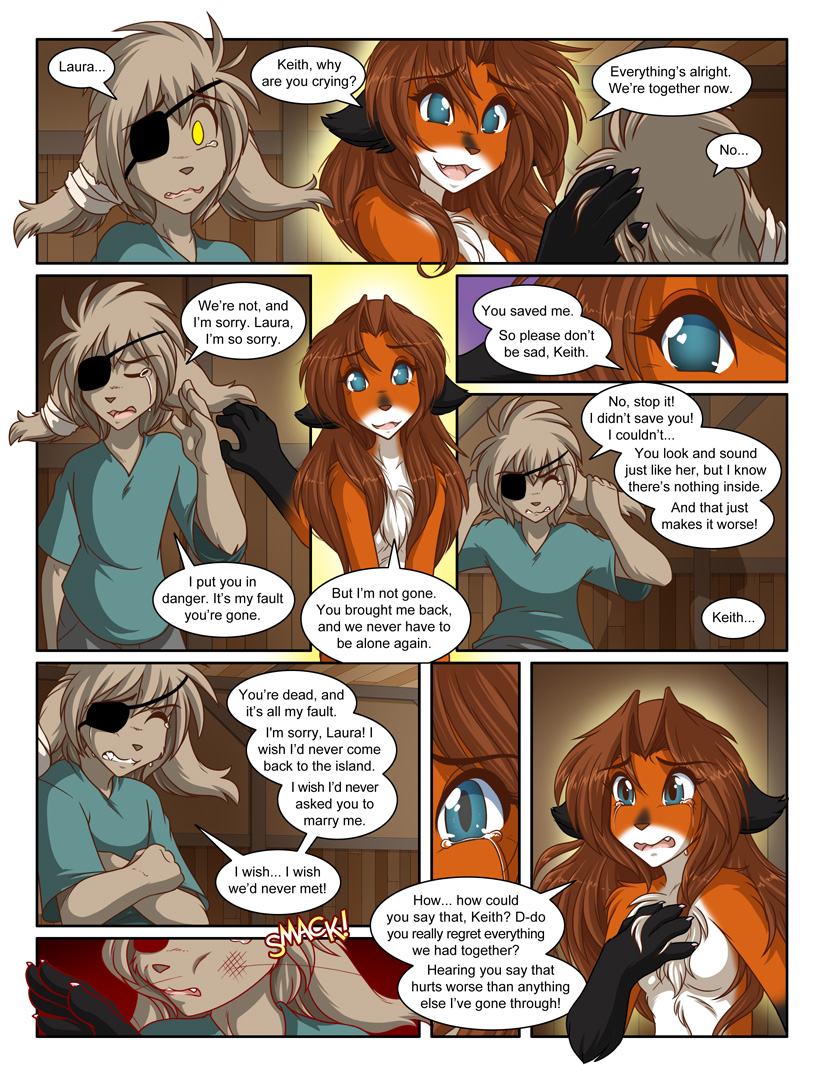 Laura...
Keith, why
are you crying?
Everything's alright.
We're together now.
No...
We're not, and
I'm sorry. Laura,
I'm so sorry.
I put you in
danger. It's my fault
you're gone.
But I'm not gone.
You brought me back,
and we never have to
be alone again.
You saved me.
So please don't
be sad, Keith.
No, stop it!
I didn't save you!
I couldn't...
You look and sound
just like her, but I know
there's nothing inside.
And that just
makes it worse!
Keith...
You're dead, and
it's all my fault.
I'm sorry, Laura! I
wish I'd never come
back to the island.
I wish I'd never
asked you to
marry me.
I wish... I wish
we'd never met!
How... how could
you say that, Keith? D-do
you really regret everything
we had together?
Hearing you say that
hurts worse than anything
else I've gone through!
SMACK!